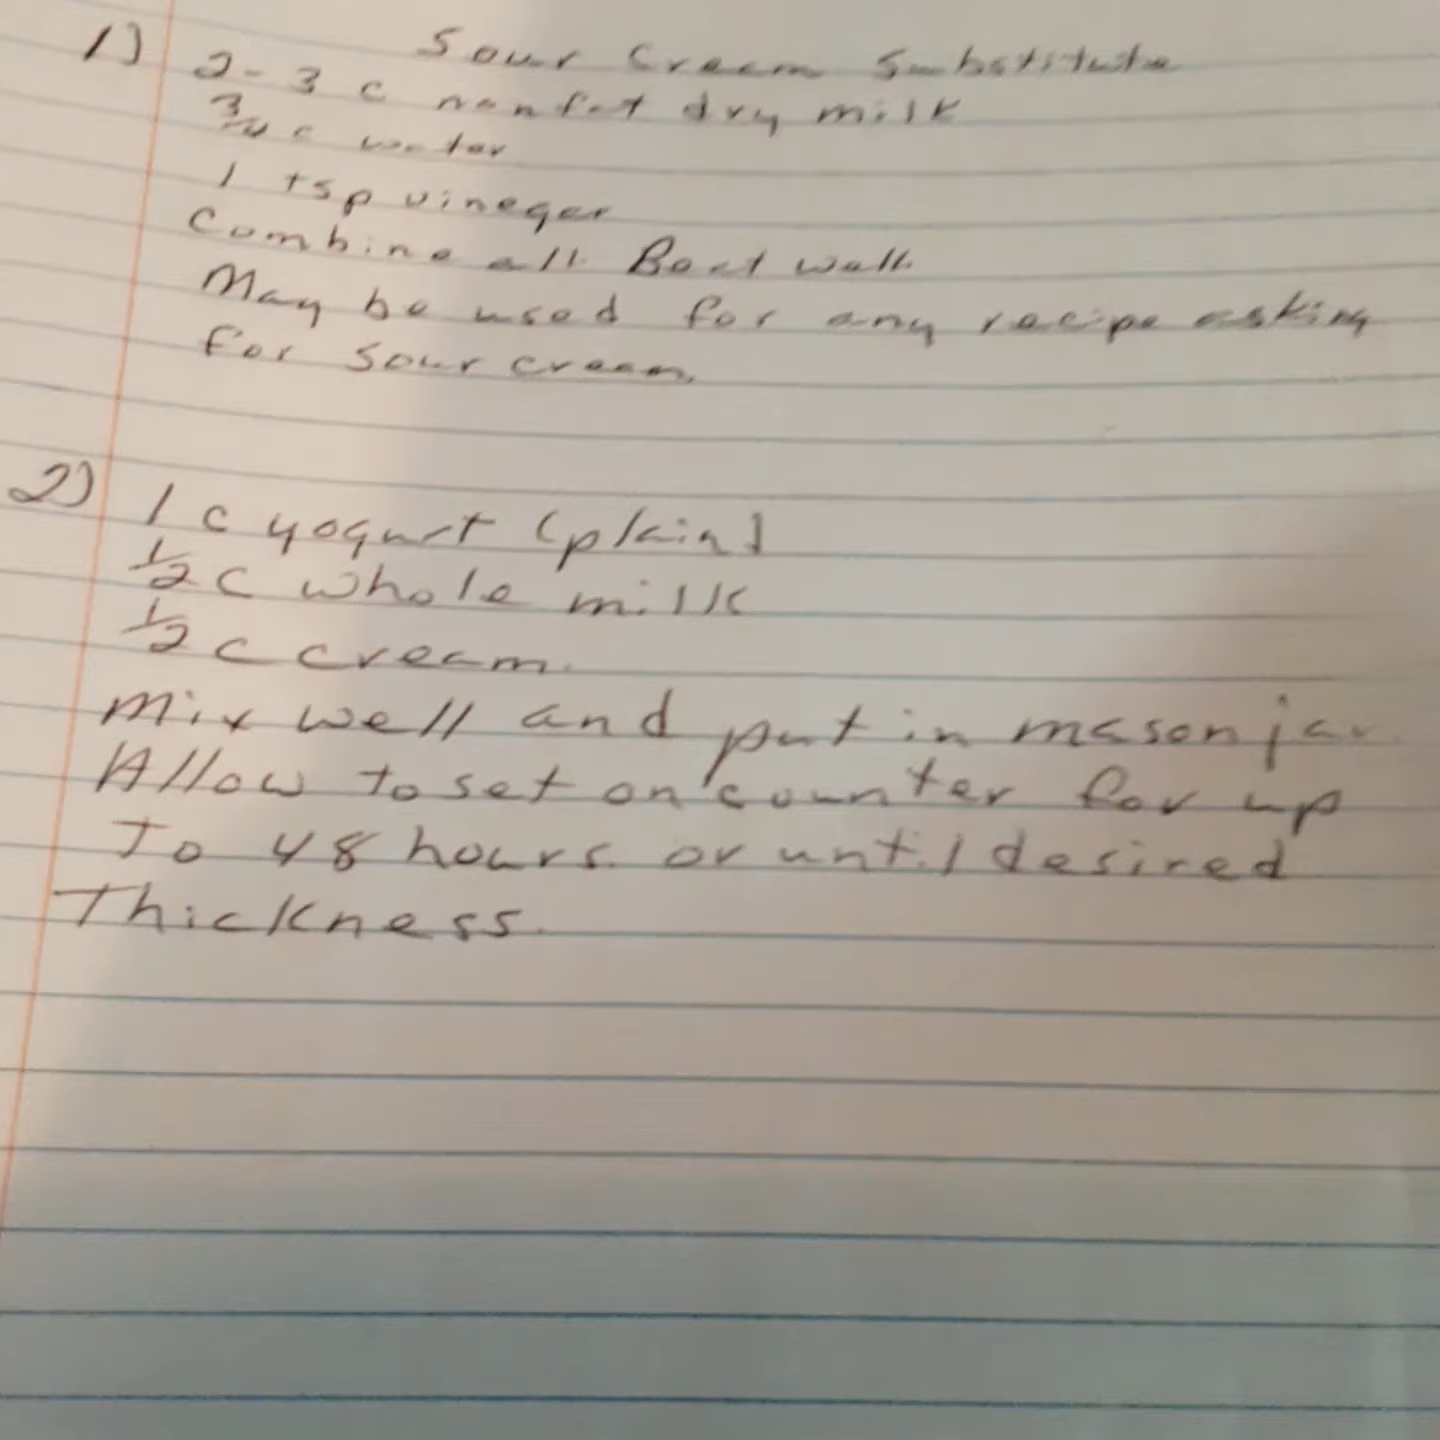 Sour Cream Substitute
1) 2-3 c nonfat dry milk
3/4 c water
1 tsp vinegar
Combine all. Beat well.
May be used for any recipe asking
for sour cream.
2) 1 c yogurt (plain)
1/2 c whole milk
1/2 c cream.
Mix well and put in mason jar
Allow to set on counter for up
To 48 hours. or until desired
Thickness.